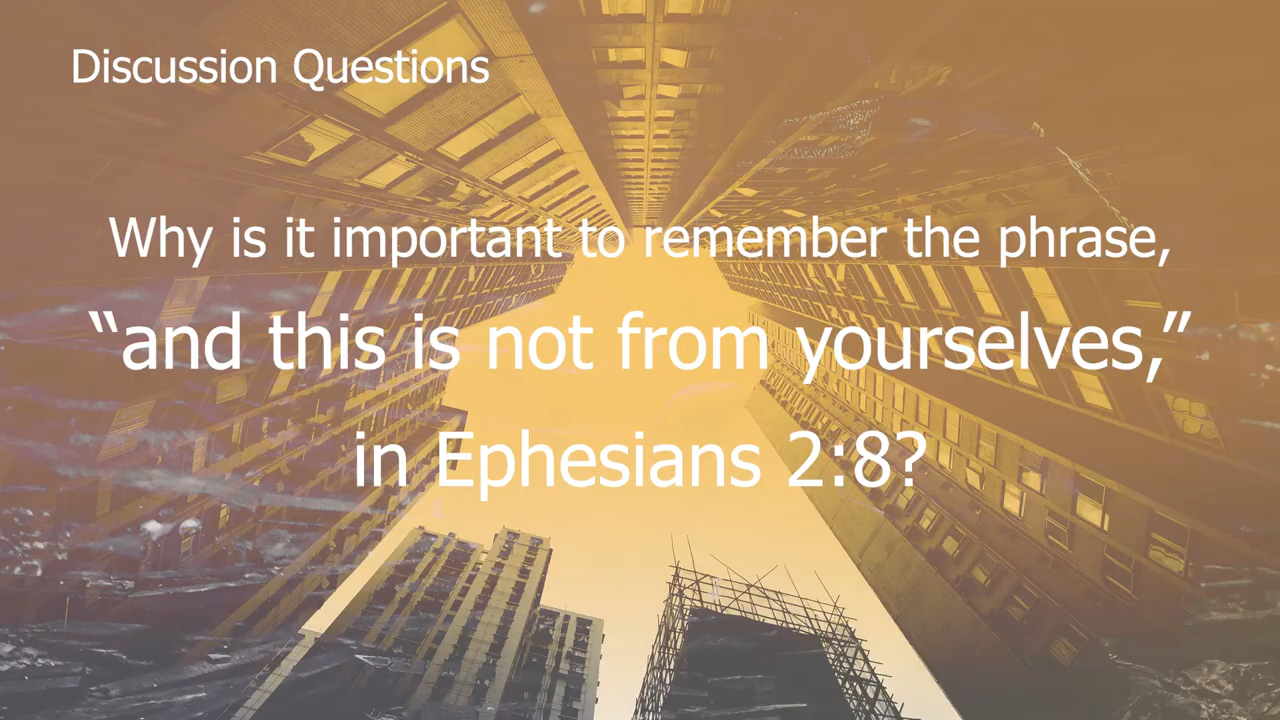 Discussion Questions
Why is it important to remember the phrase,
“and this is not from yourselves,”
in Ephesians 2:8?